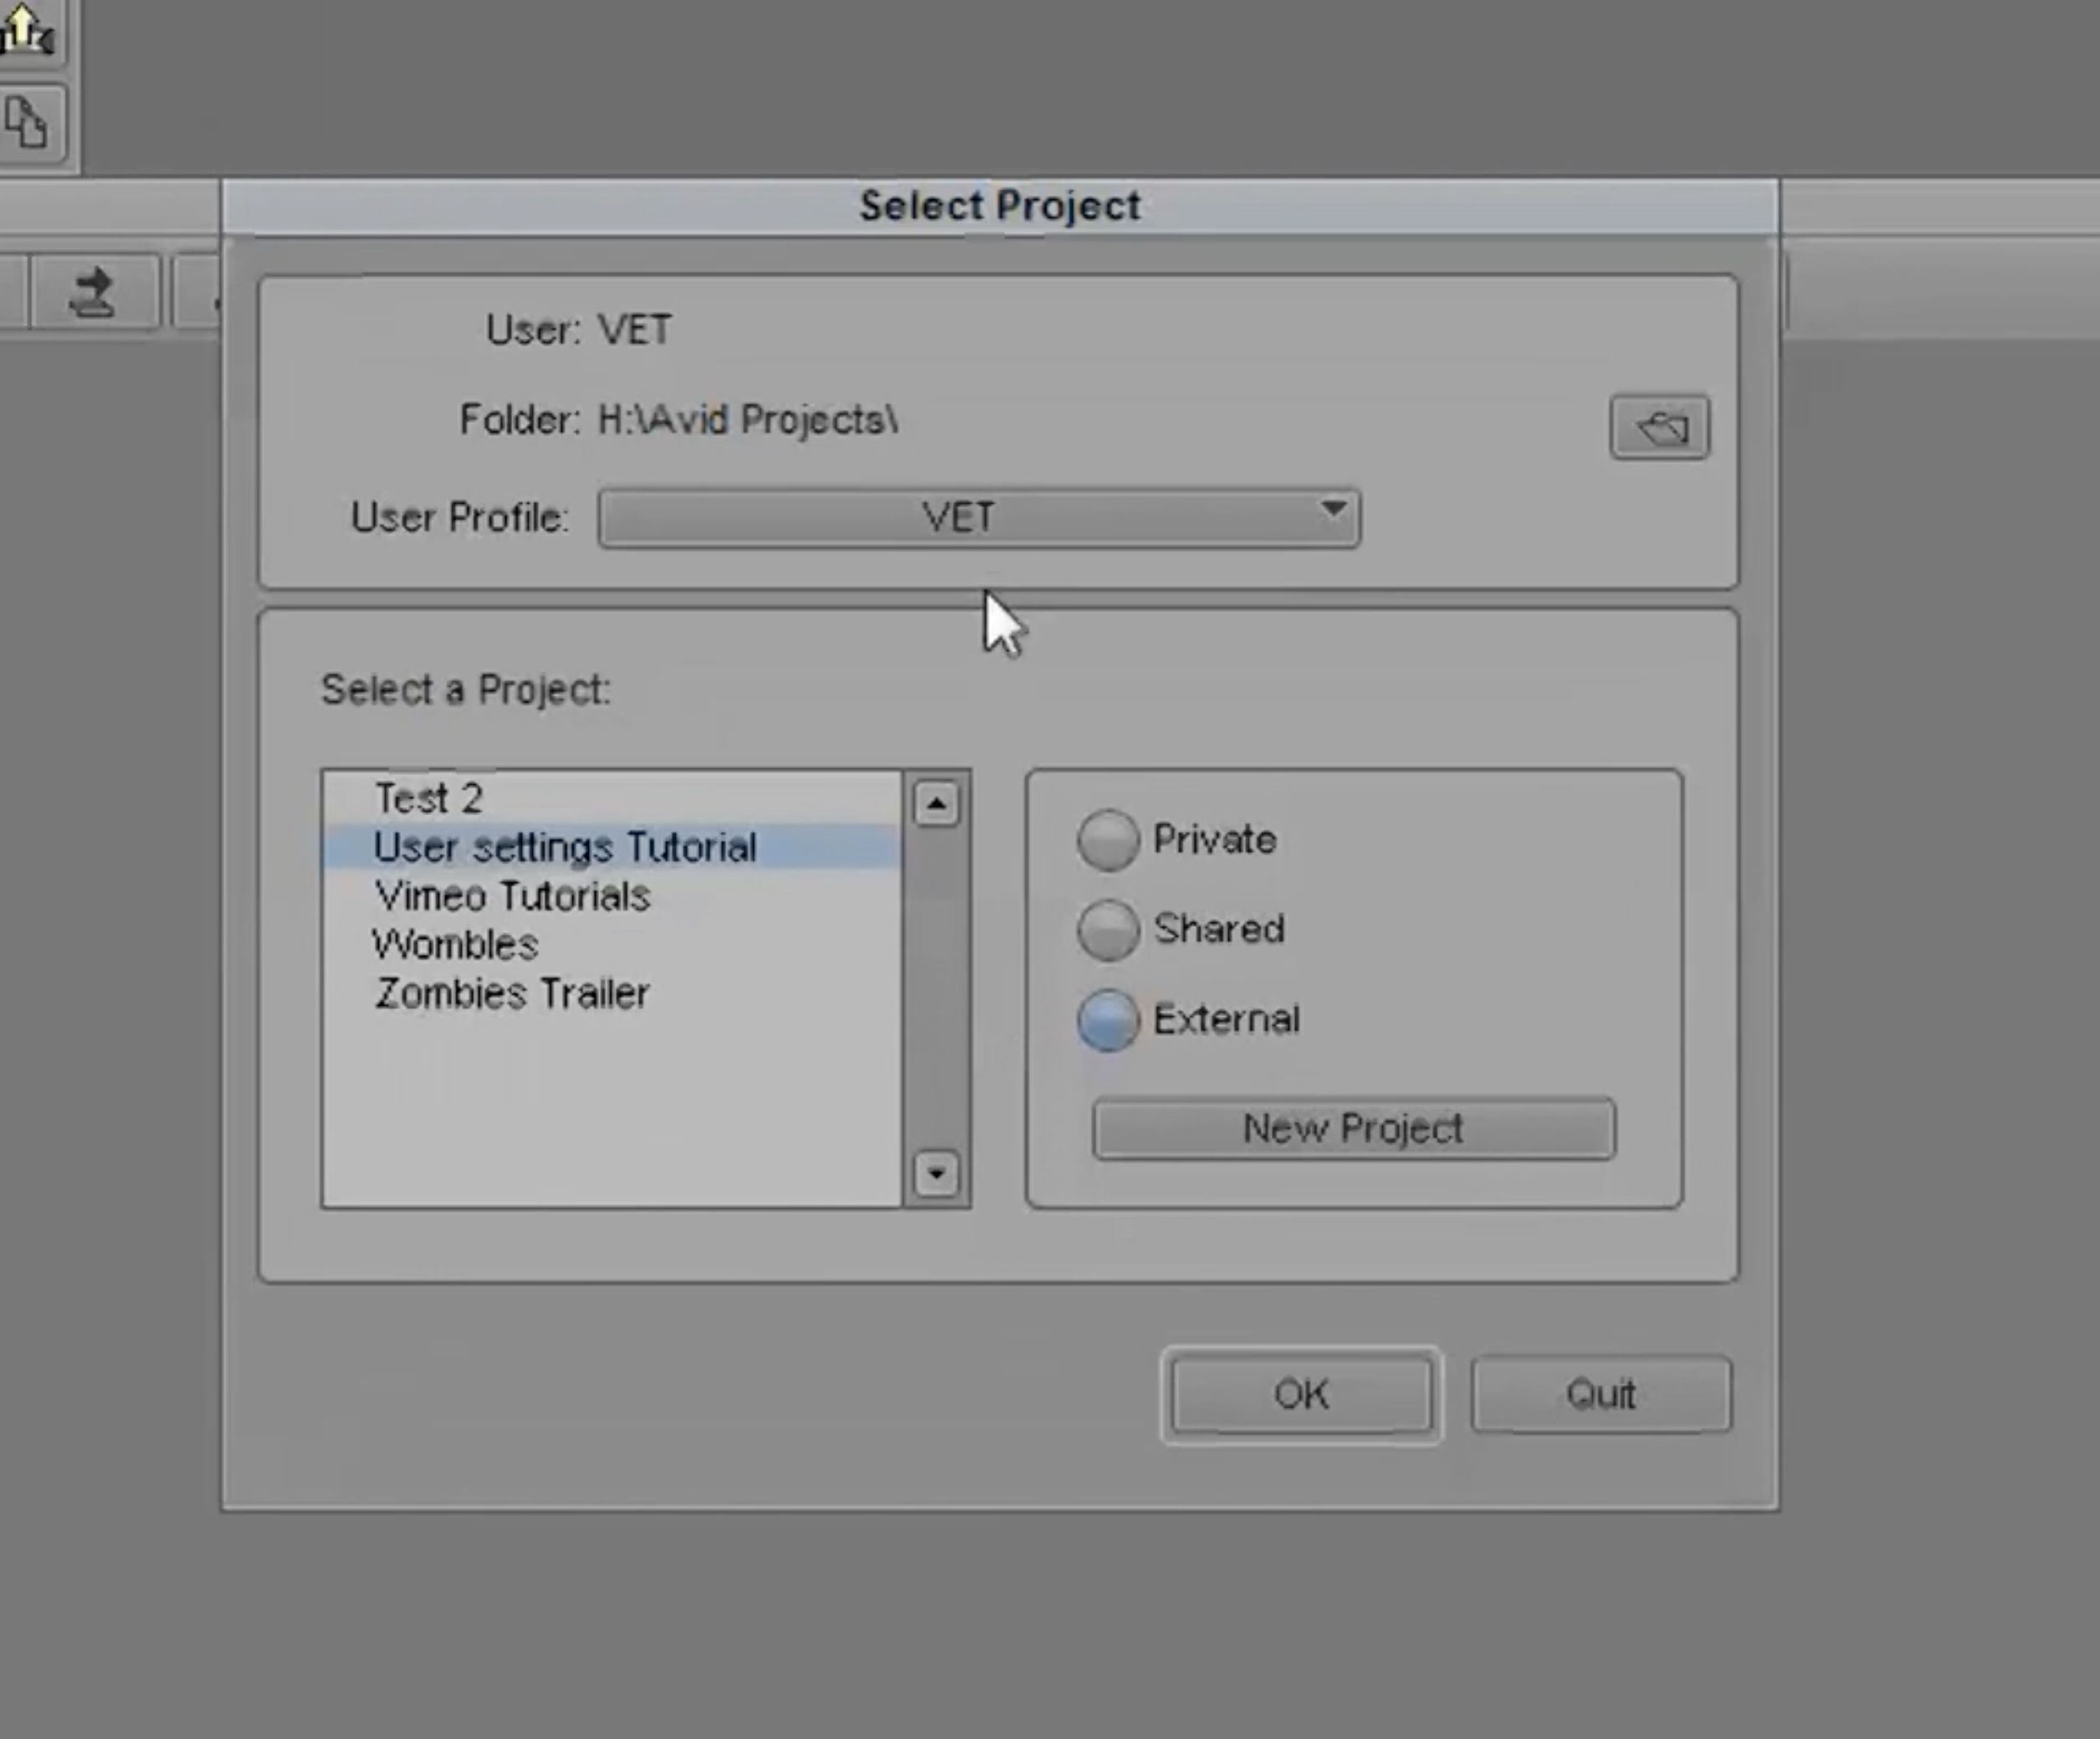 Select Project
User: VET
Folder: H:\Avid Projects\
User Profile: VET
Select a Project:
Test 2
User settings Tutorial
Vimeo Tutorials
Wombles
Zombies Trailer
Private
Shared
External
New Project
OK
Quit